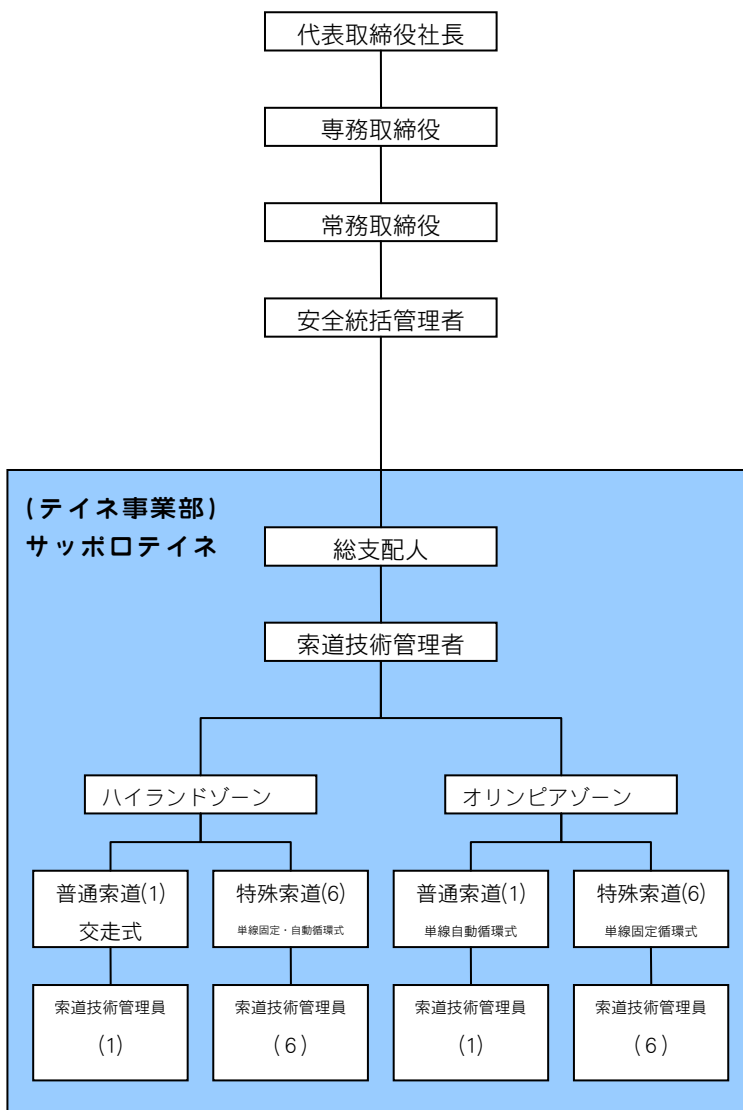 代表取締役社長
専務取締役
常務取締役
安全統括管理者
(テイネ事業部)
サッポロテイネ
総支配人
索道技術管理者
ハイランドゾーン
オリンピアゾーン
普通索道(1)
交走式
特殊索道(6)
単線固定・自動循環式
普通索道(1)
単線自動循環式
特殊索道(6)
単線固定循環式
索道技術管理員
(1)
索道技術管理員
(6)
索道技術管理員
(1)
索道技術管理員
(6)